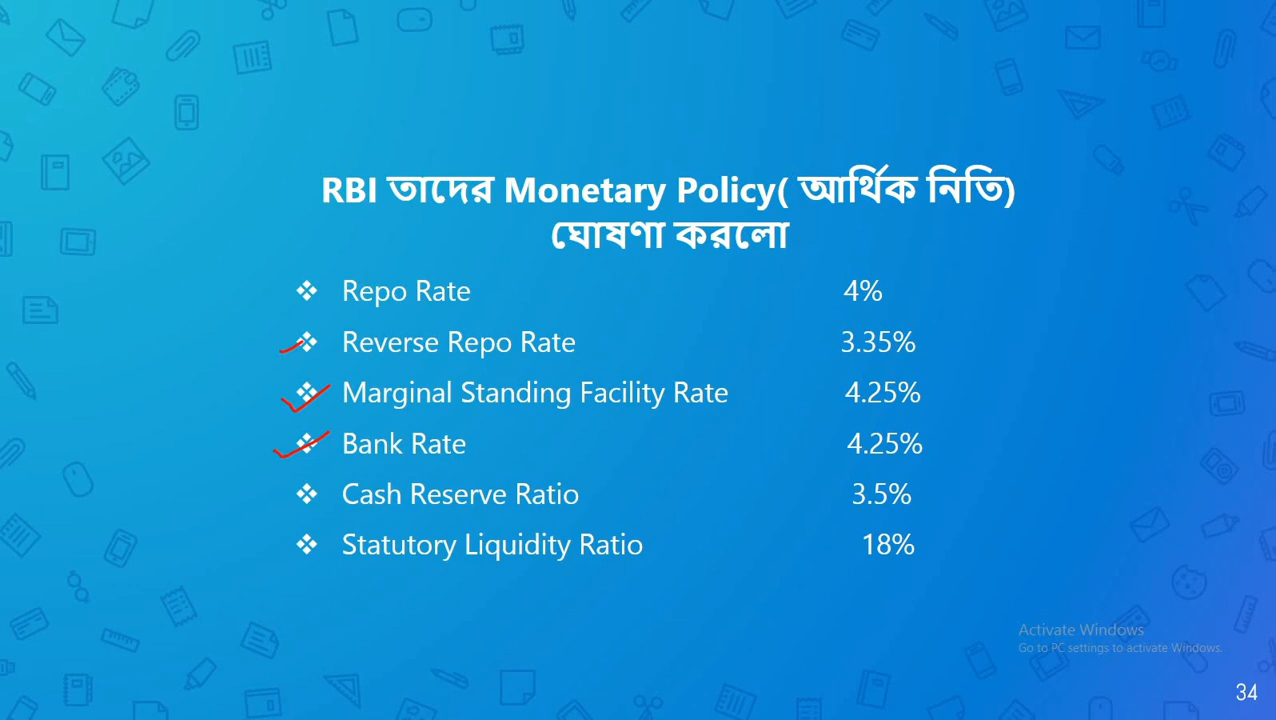 RBI তাদের Monetary Policy( আর্থিক নিতি)
ঘোষণা করলো
❖ Repo Rate 4%
❖ Reverse Repo Rate 3.35%
❖ Marginal Standing Facility Rate 4.25%
❖ Bank Rate 4.25%
❖ Cash Reserve Ratio 3.5%
❖ Statutory Liquidity Ratio 18%
Activate Windows
Go to PC settings to activate Windows.
34